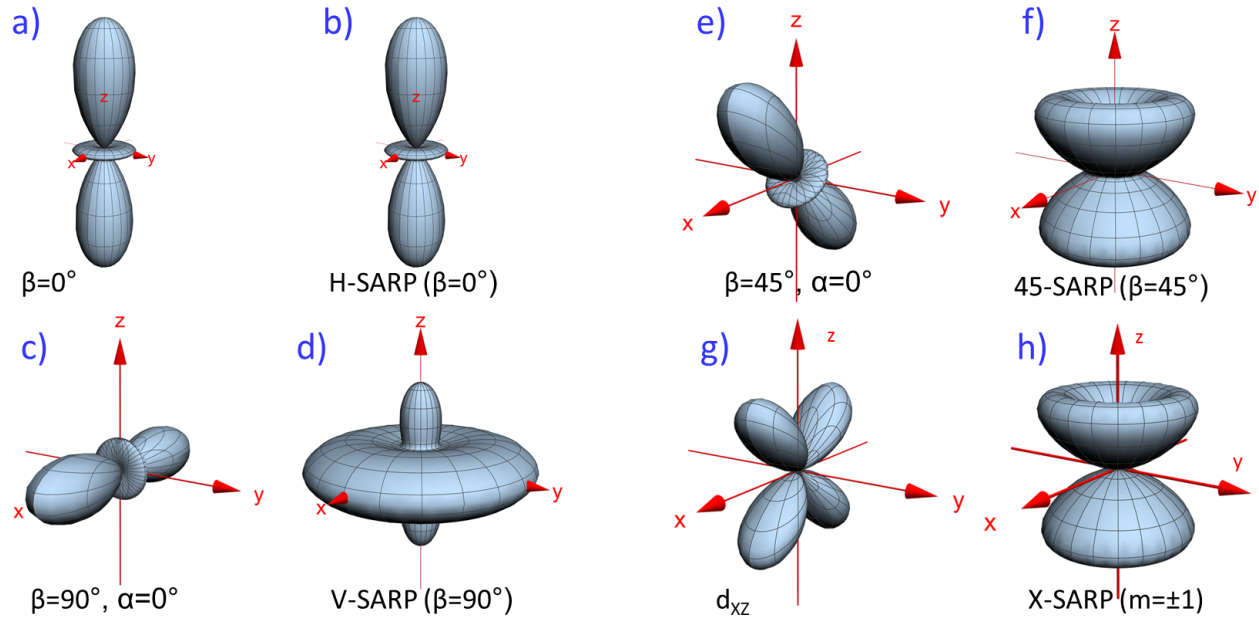 a)
z
x
y
β=0°
b)
z
x
y
H-SARP (β=0°)
e)
z
x
y
β=45°, α=0°
f)
z
x
y
45-SARP (β=45°)
c)
z
x
y
β=90°, α=0°
d)
z
x
y
V-SARP (β=90°)
g)
z
x
y
dXZ
h)
z
x
y
X-SARP (m=±1)